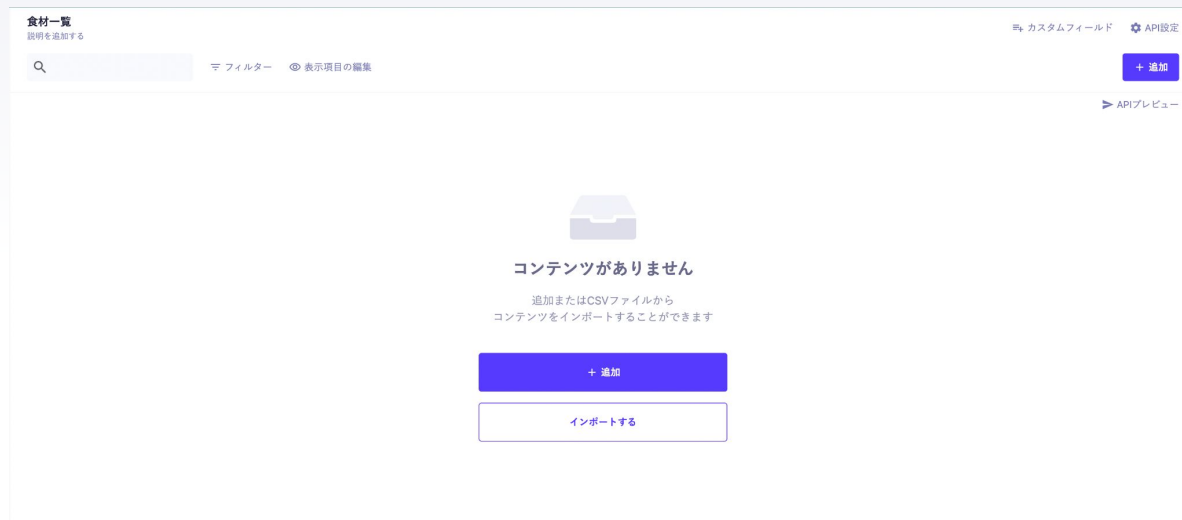 食材一覧
説明を追加する
カスタムフィールド
API設定
フィルター
表示項目の編集
+ 追加
APIプレビュー
コンテンツがありません
追加またはCSVファイルから
コンテンツをインポートすることができます
+ 追加
インポートする